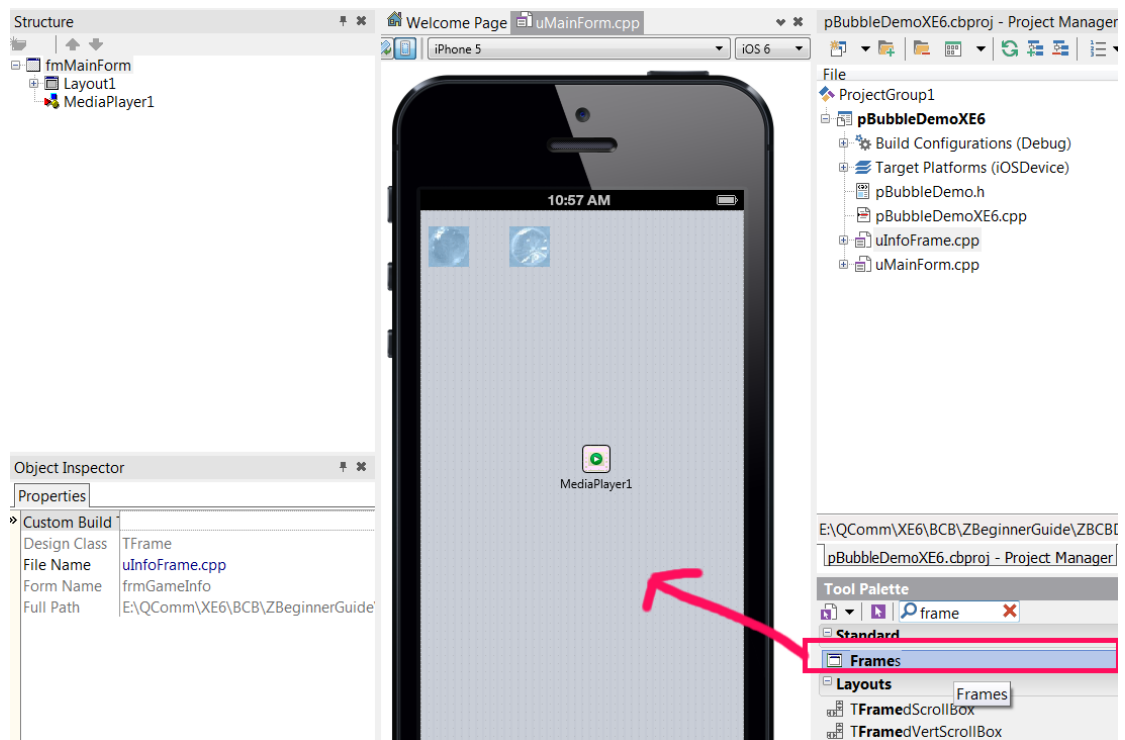 Structure
fmMainForm
Layout1
MediaPlayer1
Object Inspector
Properties
Custom Build
Design Class TFrame
File Name uInfoFrame.cpp
Form Name frmGameInfo
Full Path E:\QComm\XE6\BCB\ZBeginnerGuide\
Welcome Page uMainForm.cpp
iPhone 5 iOS 6
10:57 AM
MediaPlayer1
pBubbleDemoXE6.cbproj - Project Manager
File
ProjectGroup1
pBubbleDemoXE6
Build Configurations (Debug)
Target Platforms (iOSDevice)
pBubbleDemo.h
pBubbleDemoXE6.cpp
uInfoFrame.cpp
uMainForm.cpp
E:\QComm\XE6\BCB\ZBeginnerGuide\ZBCBD
pBubbleDemoXE6.cbproj - Project Manager
Tool Palette
frame
Standard
Frames
Layouts
Frames
TFramedScrollBox
TFramedVertScrollBox